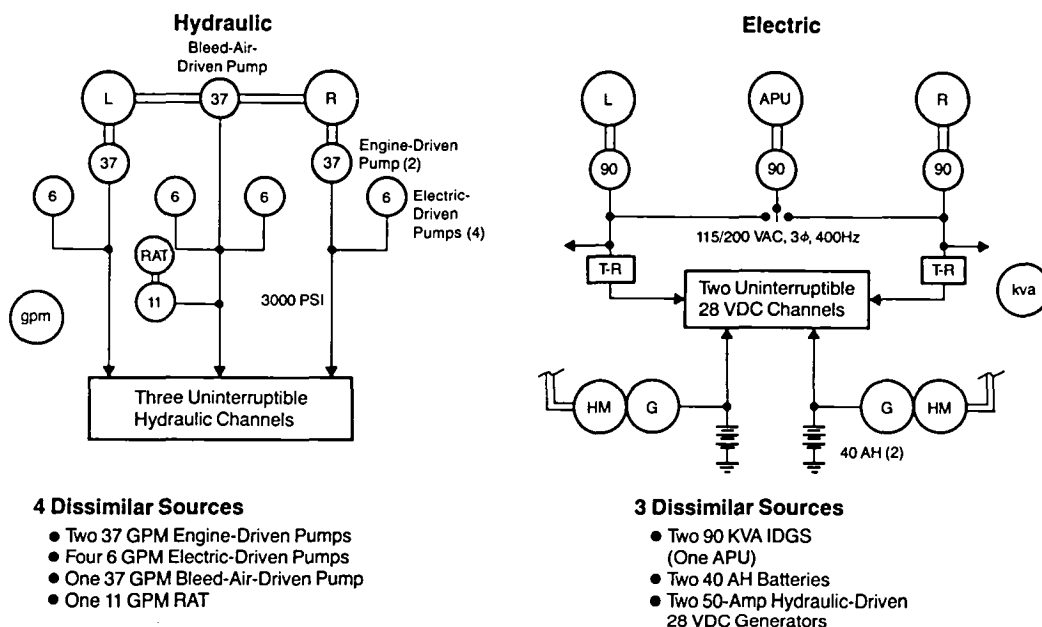 Hydraulic
Bleed-Air-
Driven Pump
L
37
R
37
37
Engine-Driven
Pump (2)
6
6
6
6
Electric-
Driven
Pumps (4)
RAT
11
3000 PSI
gpm
Three Uninterruptible
Hydraulic Channels
4 Dissimilar Sources
● Two 37 GPM Engine-Driven Pumps
● Four 6 GPM Electric-Driven Pumps
● One 37 GPM Bleed-Air-Driven Pump
● One 11 GPM RAT
Electric
L
APU
R
90
90
90
115/200 VAC, 3ϕ, 400Hz
T-R
T-R
Two Uninterruptible
28 VDC Channels
kva
HM
G
G
HM
40 AH (2)
3 Dissimilar Sources
● Two 90 KVA IDGS
(One APU)
● Two 40 AH Batteries
● Two 50-Amp Hydraulic-Driven
28 VDC Generators